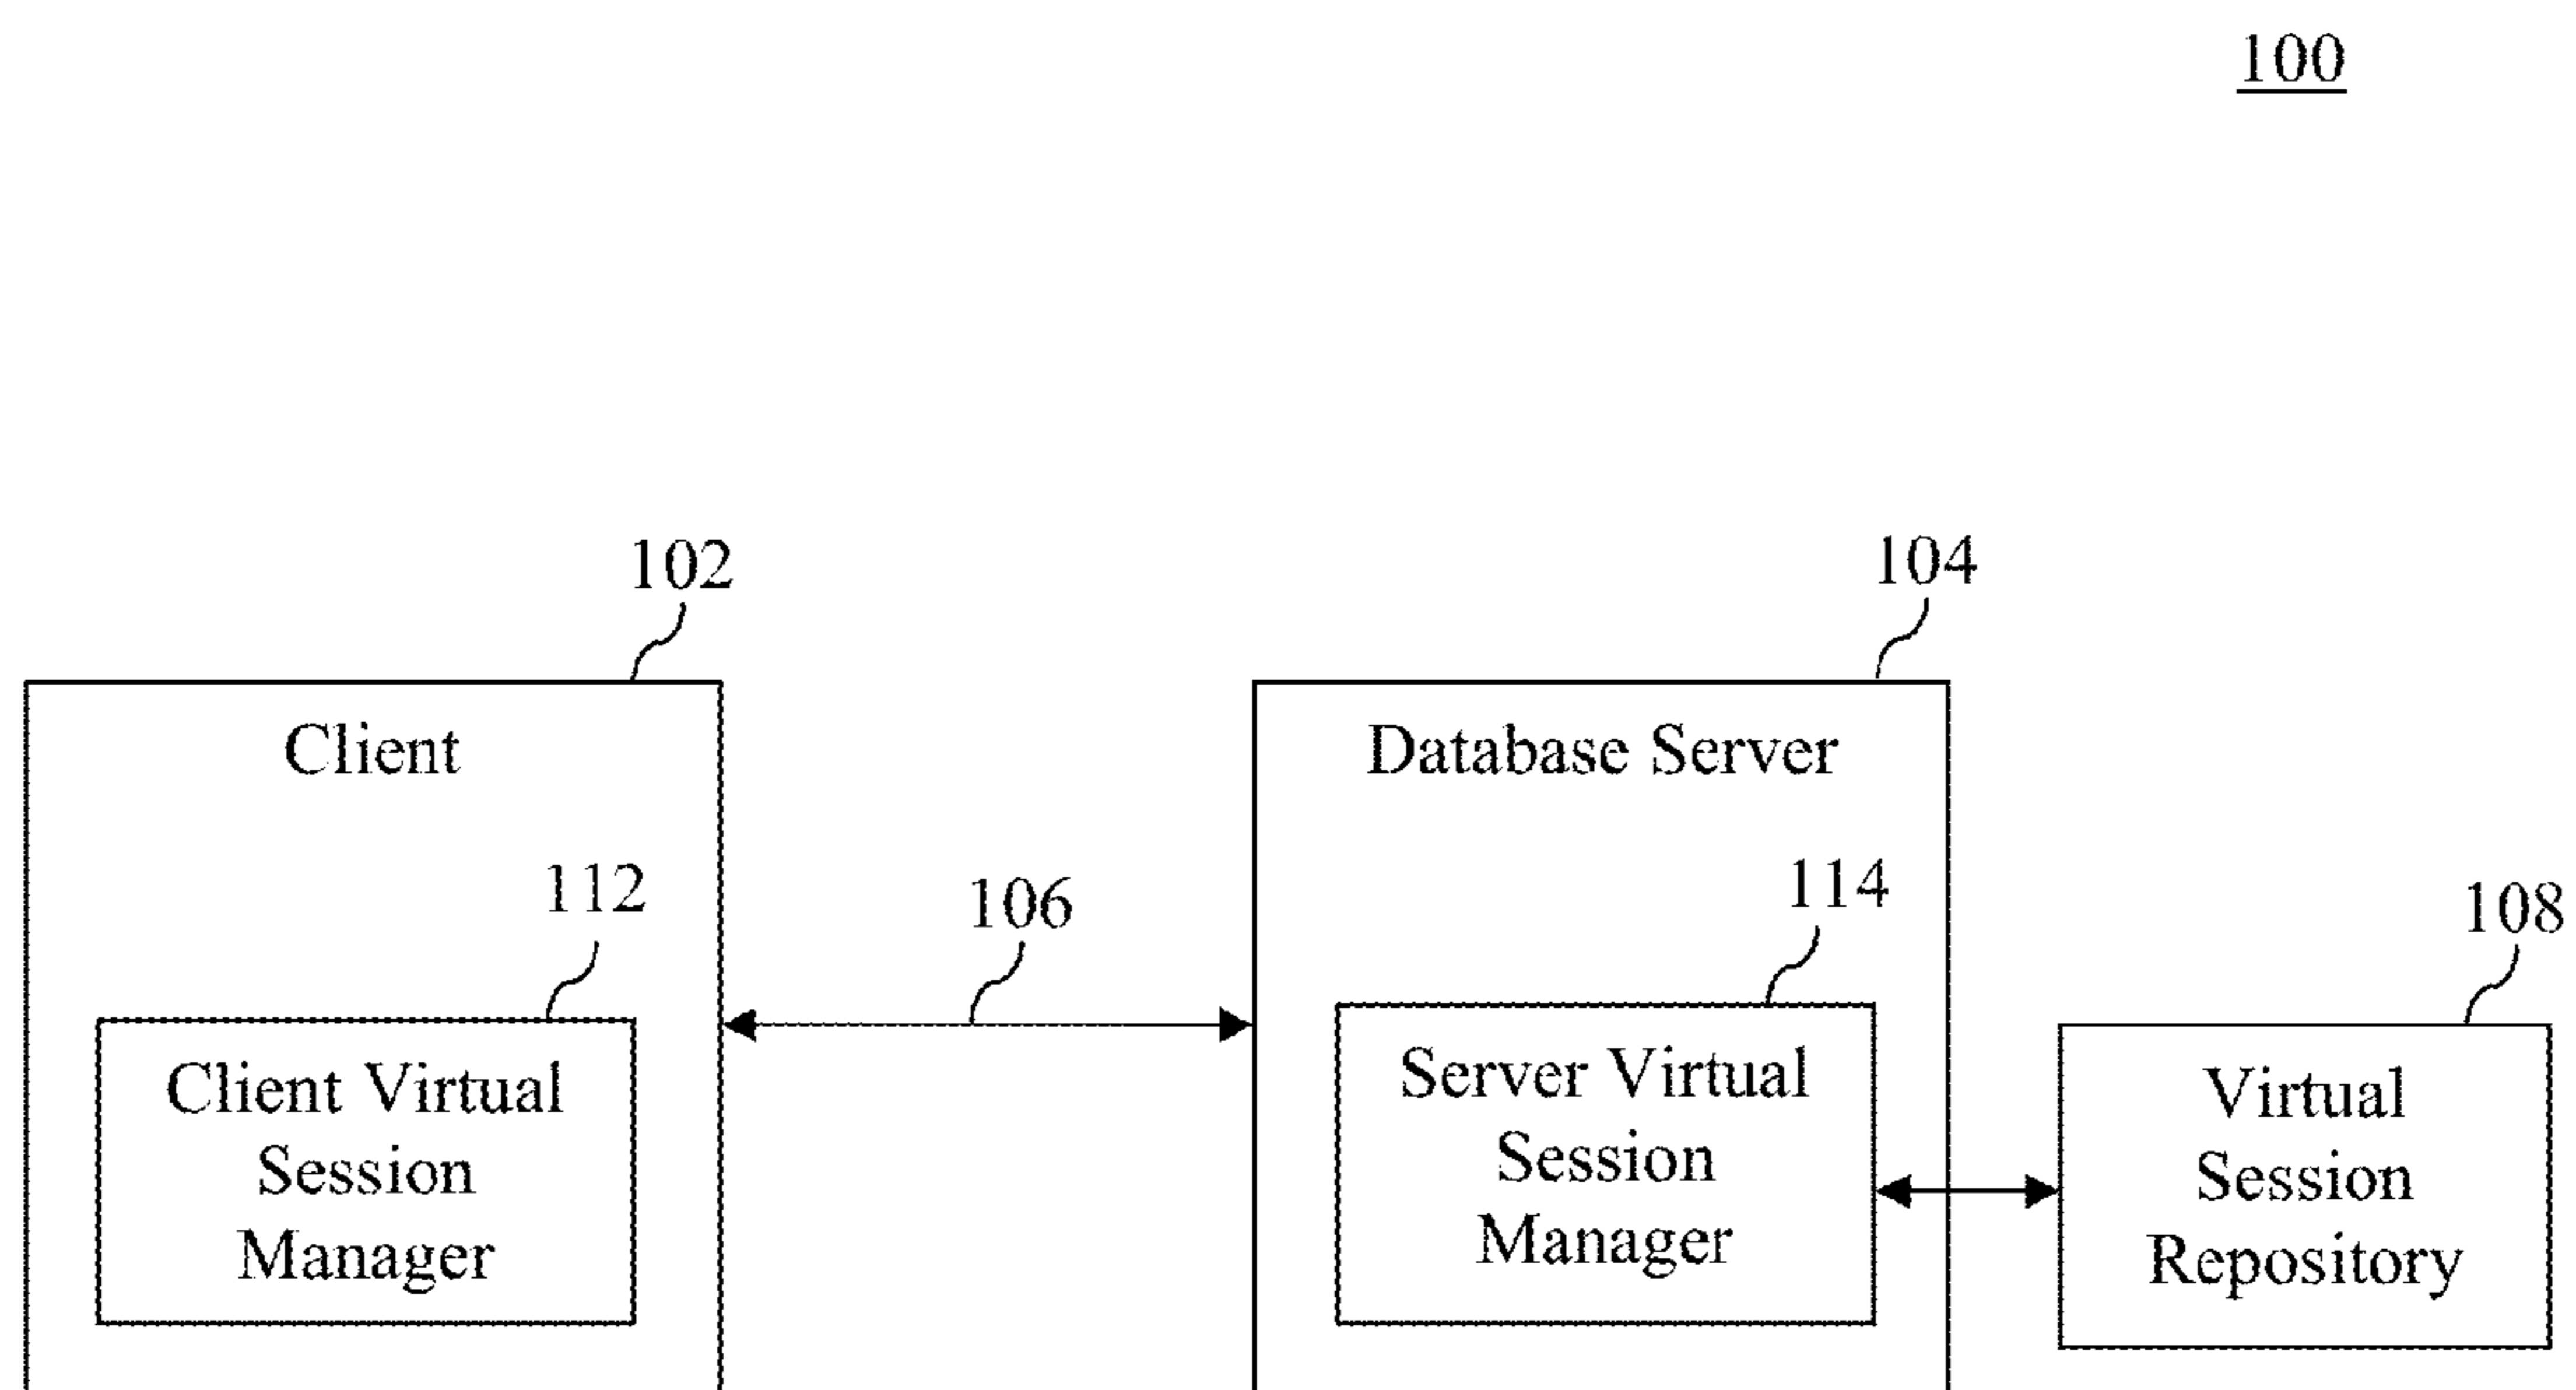 100
102
104
Client
Database Server
112
106
114
108
Client Virtual
Session
Manager
Server Virtual
Session
Manager
Virtual
Session
Repository